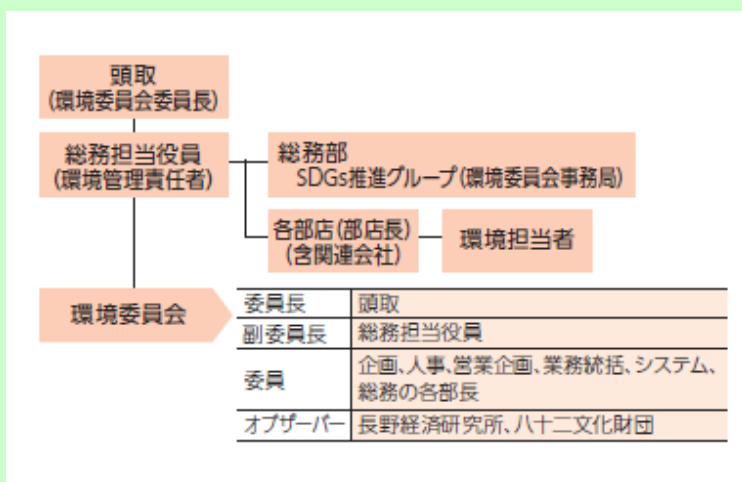 頭取
(環境委員会委員長)
総務担当役員
(環境管理責任者)
総務部
SDGs推進グループ(環境委員会事務局)
各部店(部店長)
(含関連会社)
環境担当者
環境委員会
委員長 頭取
副委員長 総務担当役員
委員 企画、人事、営業企画、業務統括、システム、
総務の各部長
オブザーバー 長野経済研究所、八十二文化財団